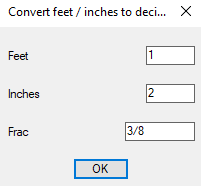 Convert feet / inches to deci...
Feet 1
Inches 2
Frac 3/8
OK